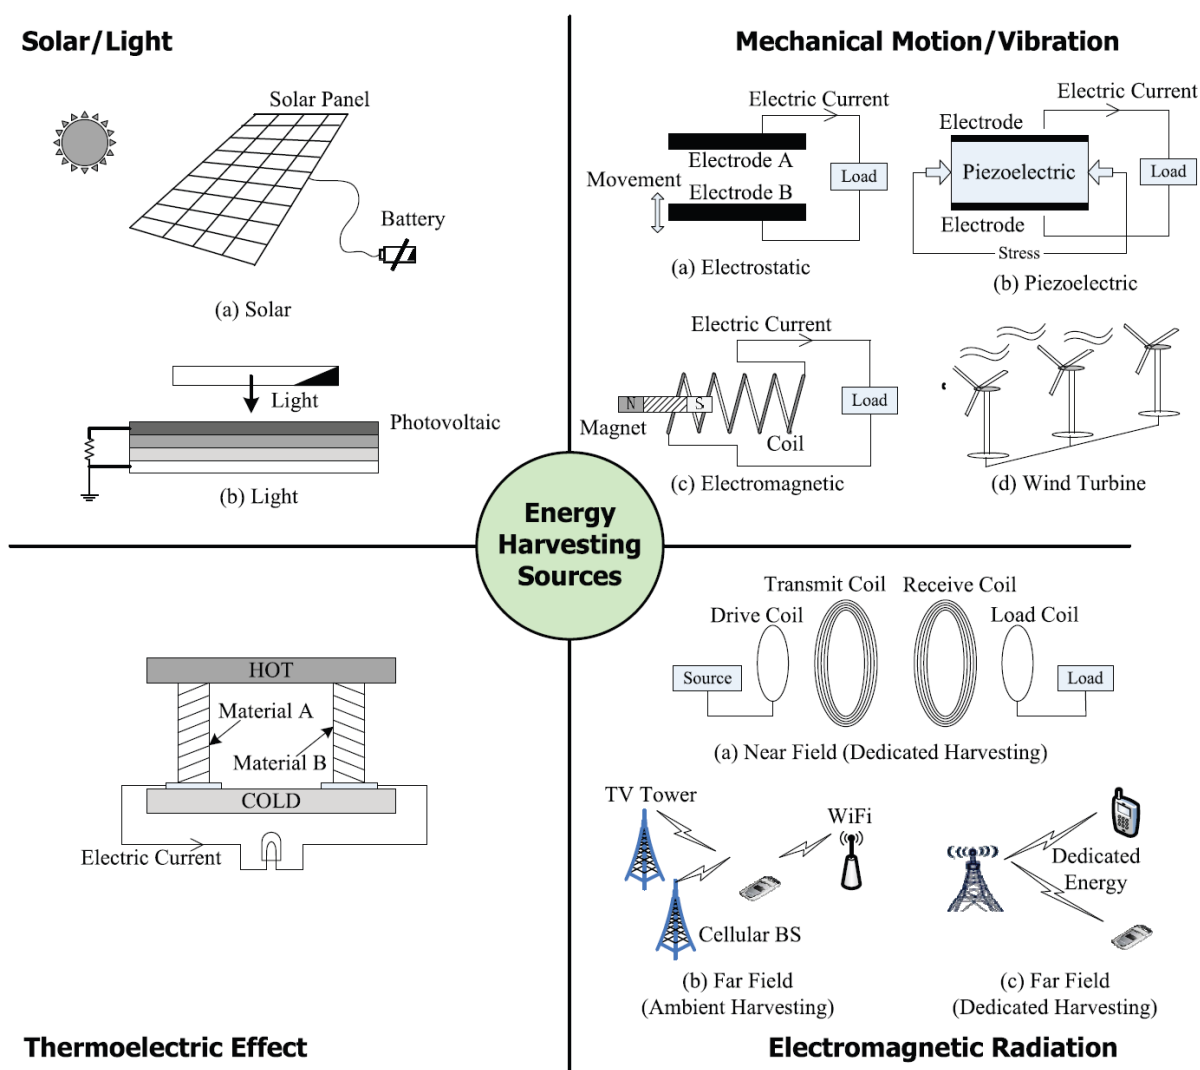 Solar/Light
Solar Panel
Battery
(a) Solar
Light
Photovoltaic
(b) Light
Mechanical Motion/Vibration
Electric Current
Electrode A
Movement
Electrode B
Load
(a) Electrostatic
Electric Current
Electrode
Piezoelectric
Load
Electrode
Stress
(b) Piezoelectric
Electric Current
N
S
Magnet
Coil
Load
(c) Electromagnetic
(d) Wind Turbine
Energy
Harvesting
Sources
HOT
Material A
Material B
COLD
Electric Current
Thermoelectric Effect
Transmit Coil
Receive Coil
Drive Coil
Load Coil
Source
Load
(a) Near Field (Dedicated Harvesting)
TV Tower
WiFi
Cellular BS
(b) Far Field
(Ambient Harvesting)
Dedicated
Energy
(c) Far Field
(Dedicated Harvesting)
Electromagnetic Radiation